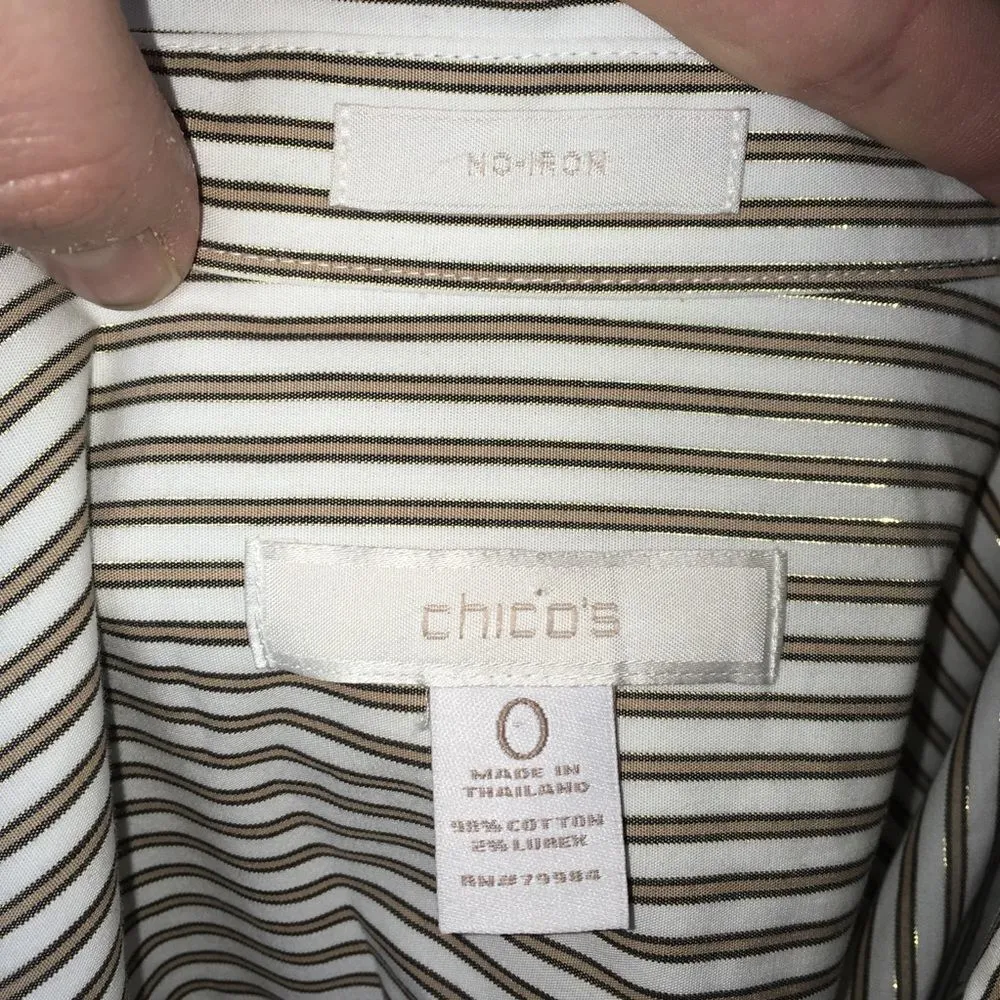 NO-IRON
chico's
0
MADE IN
THAILAND
98% COTTON
2% LUREX
RN#79984